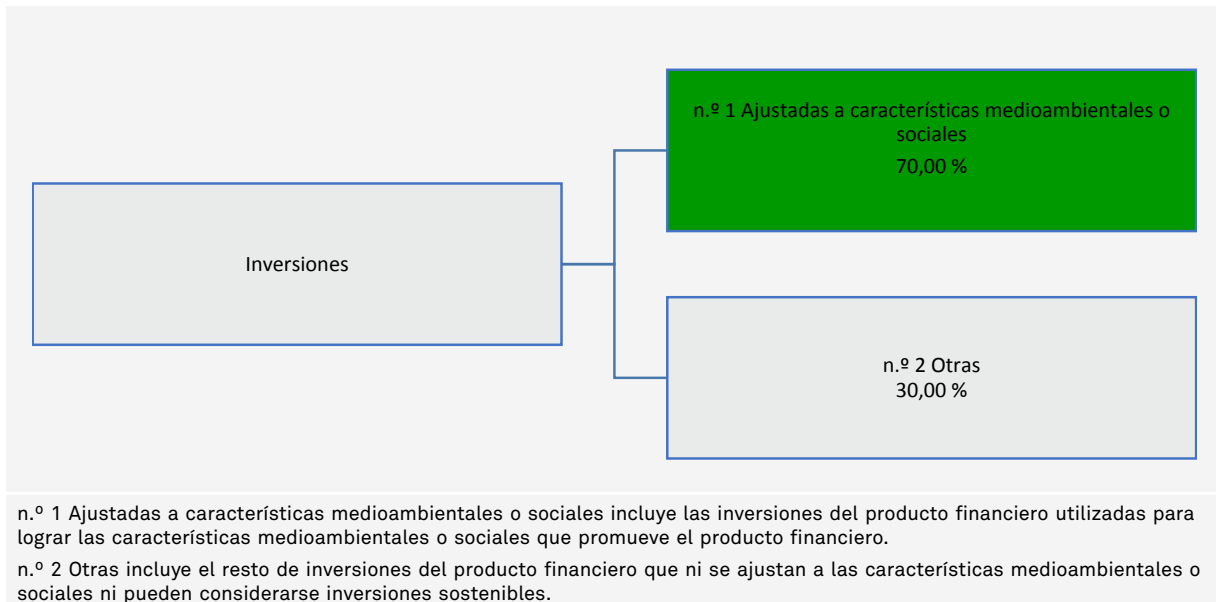 n.º 1 Ajustadas a características medioambientales o
sociales
70,00 %
Inversiones
n.º 2 Otras
30,00 %
n.º 1 Ajustadas a características medioambientales o sociales incluye las inversiones del producto financiero utilizadas para
lograr las características medioambientales o sociales que promueve el producto financiero.
n.º 2 Otras incluye el resto de inversiones del producto financiero que ni se ajustan a las características medioambientales o
sociales ni pueden considerarse inversiones sostenibles.